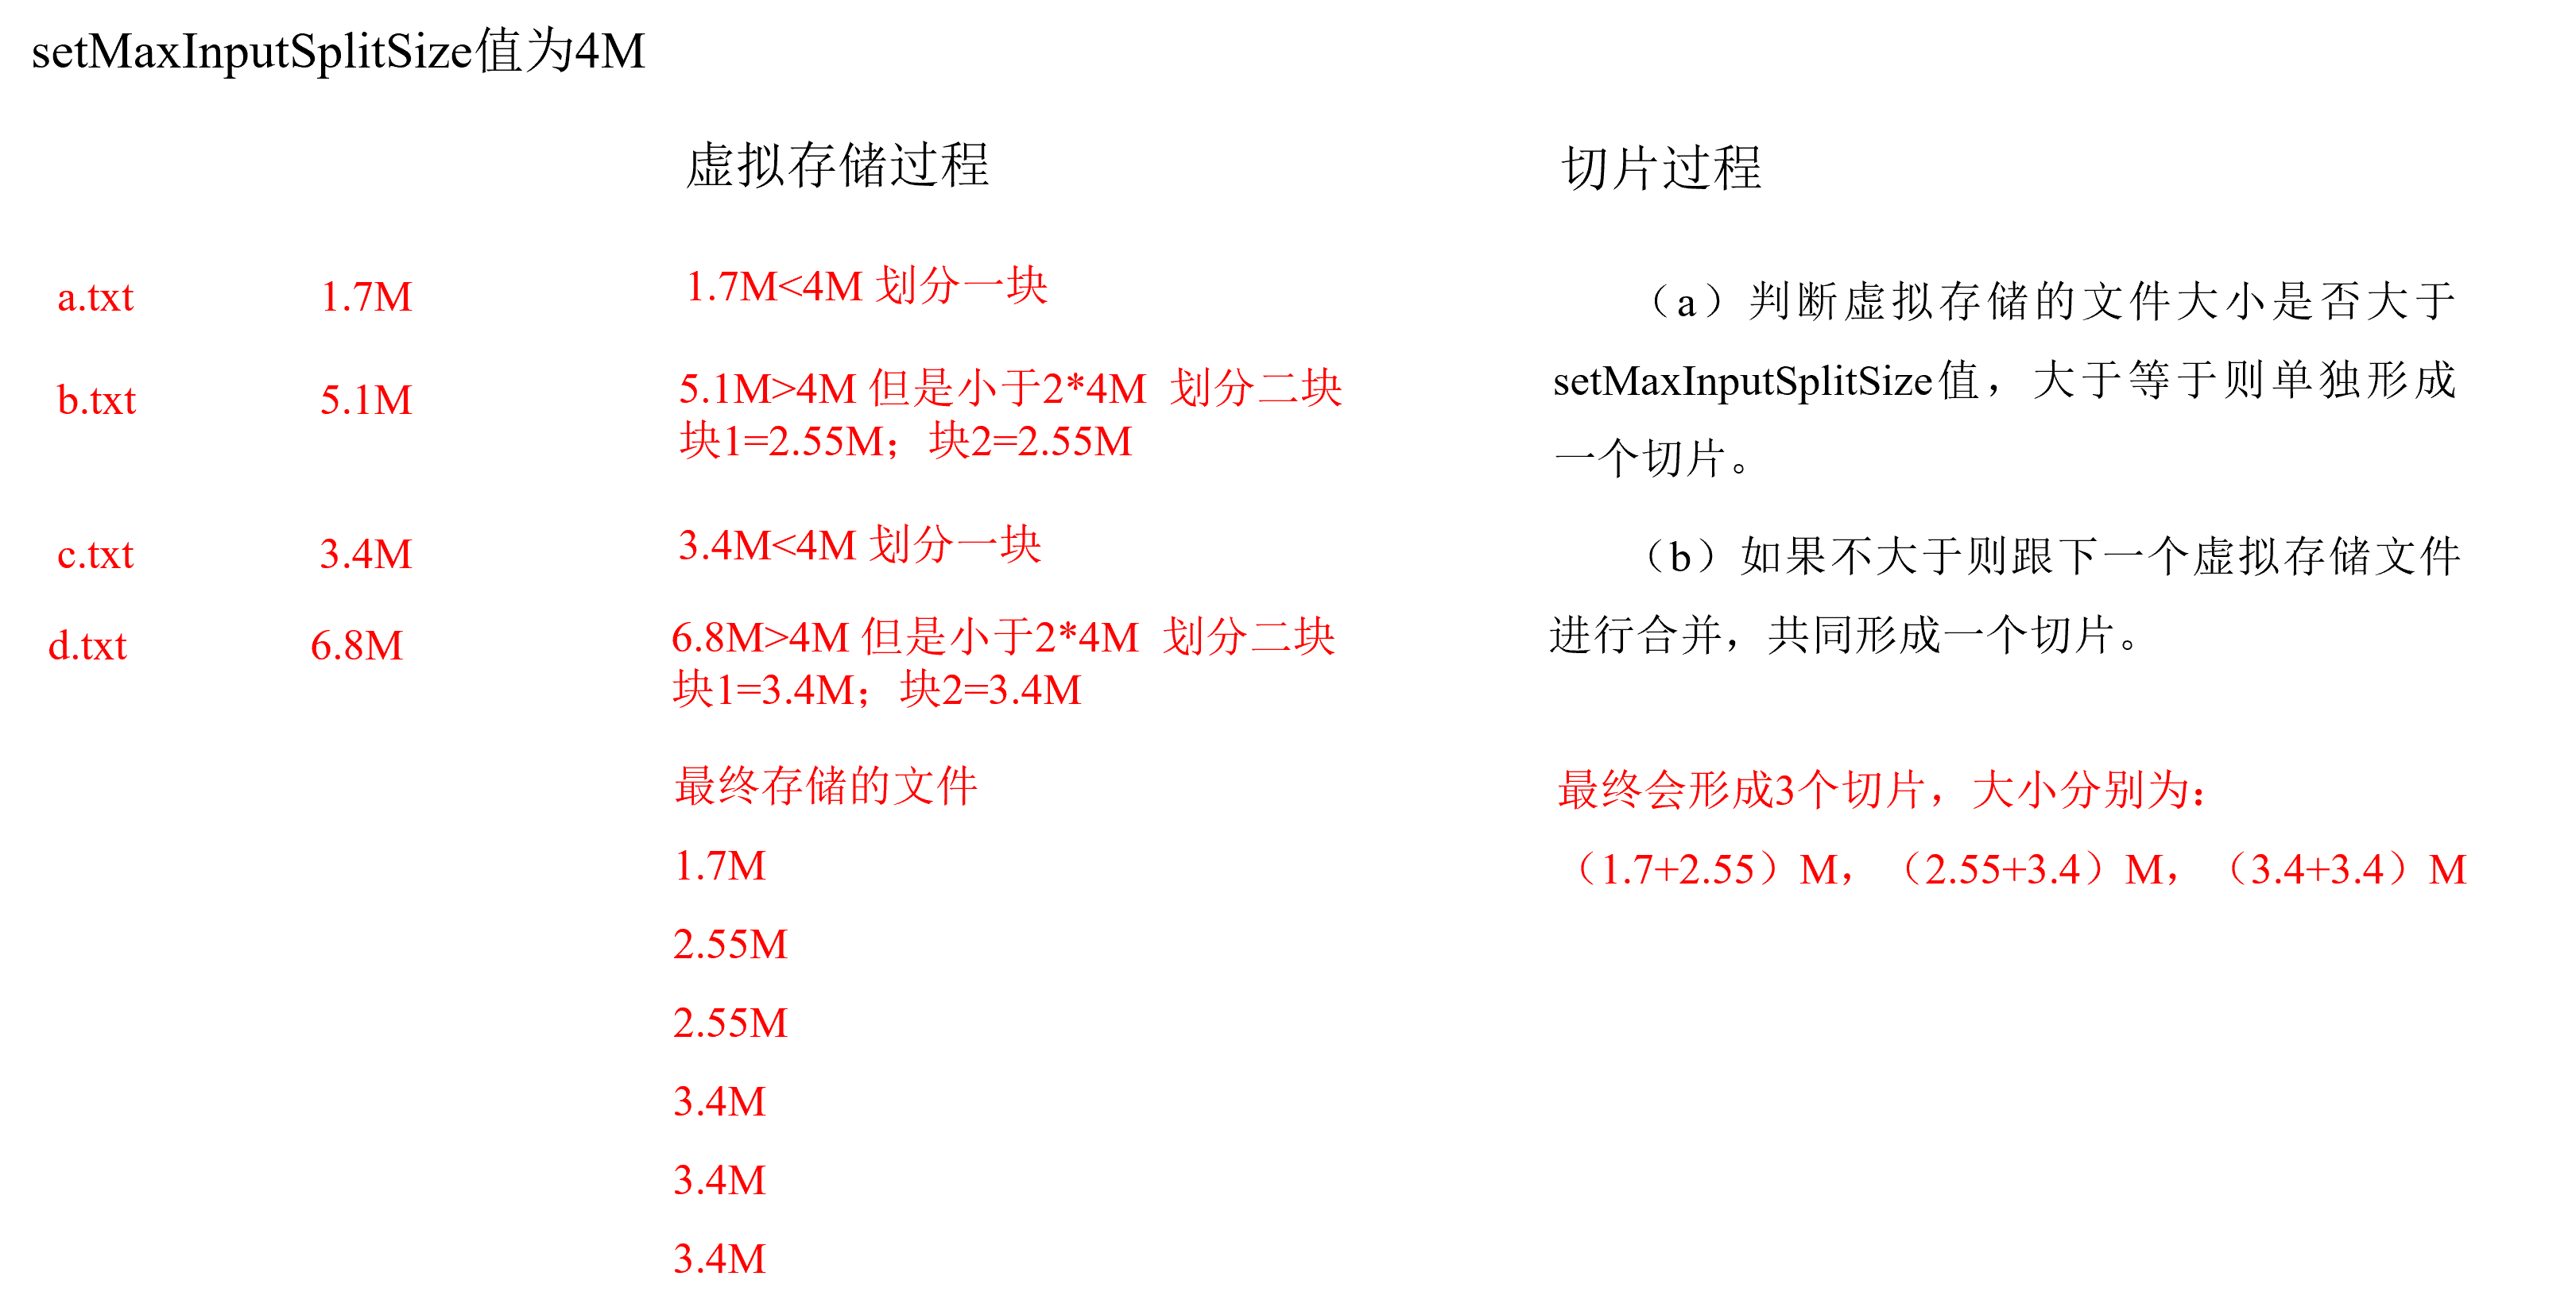 setMaxInputSplitSize值为4M
虚拟存储过程
切片过程
a.txt 1.7M 1.7M<4M 划分一块
b.txt 5.1M 5.1M>4M 但是小于2*4M 划分二块
块1=2.55M；块2=2.55M
c.txt 3.4M 3.4M<4M 划分一块
d.txt 6.8M 6.8M>4M 但是小于2*4M 划分二块
块1=3.4M；块2=3.4M
最终存储的文件
1.7M
2.55M
2.55M
3.4M
3.4M
3.4M
（a）判断虚拟存储的文件大小是否大于
setMaxInputSplitSize值，大于等于则单独形成
一个切片。
（b）如果不大于则跟下一个虚拟存储文件
进行合并，共同形成一个切片。
最终会形成3个切片，大小分别为：
（1.7+2.55）M，（2.55+3.4）M，（3.4+3.4）M